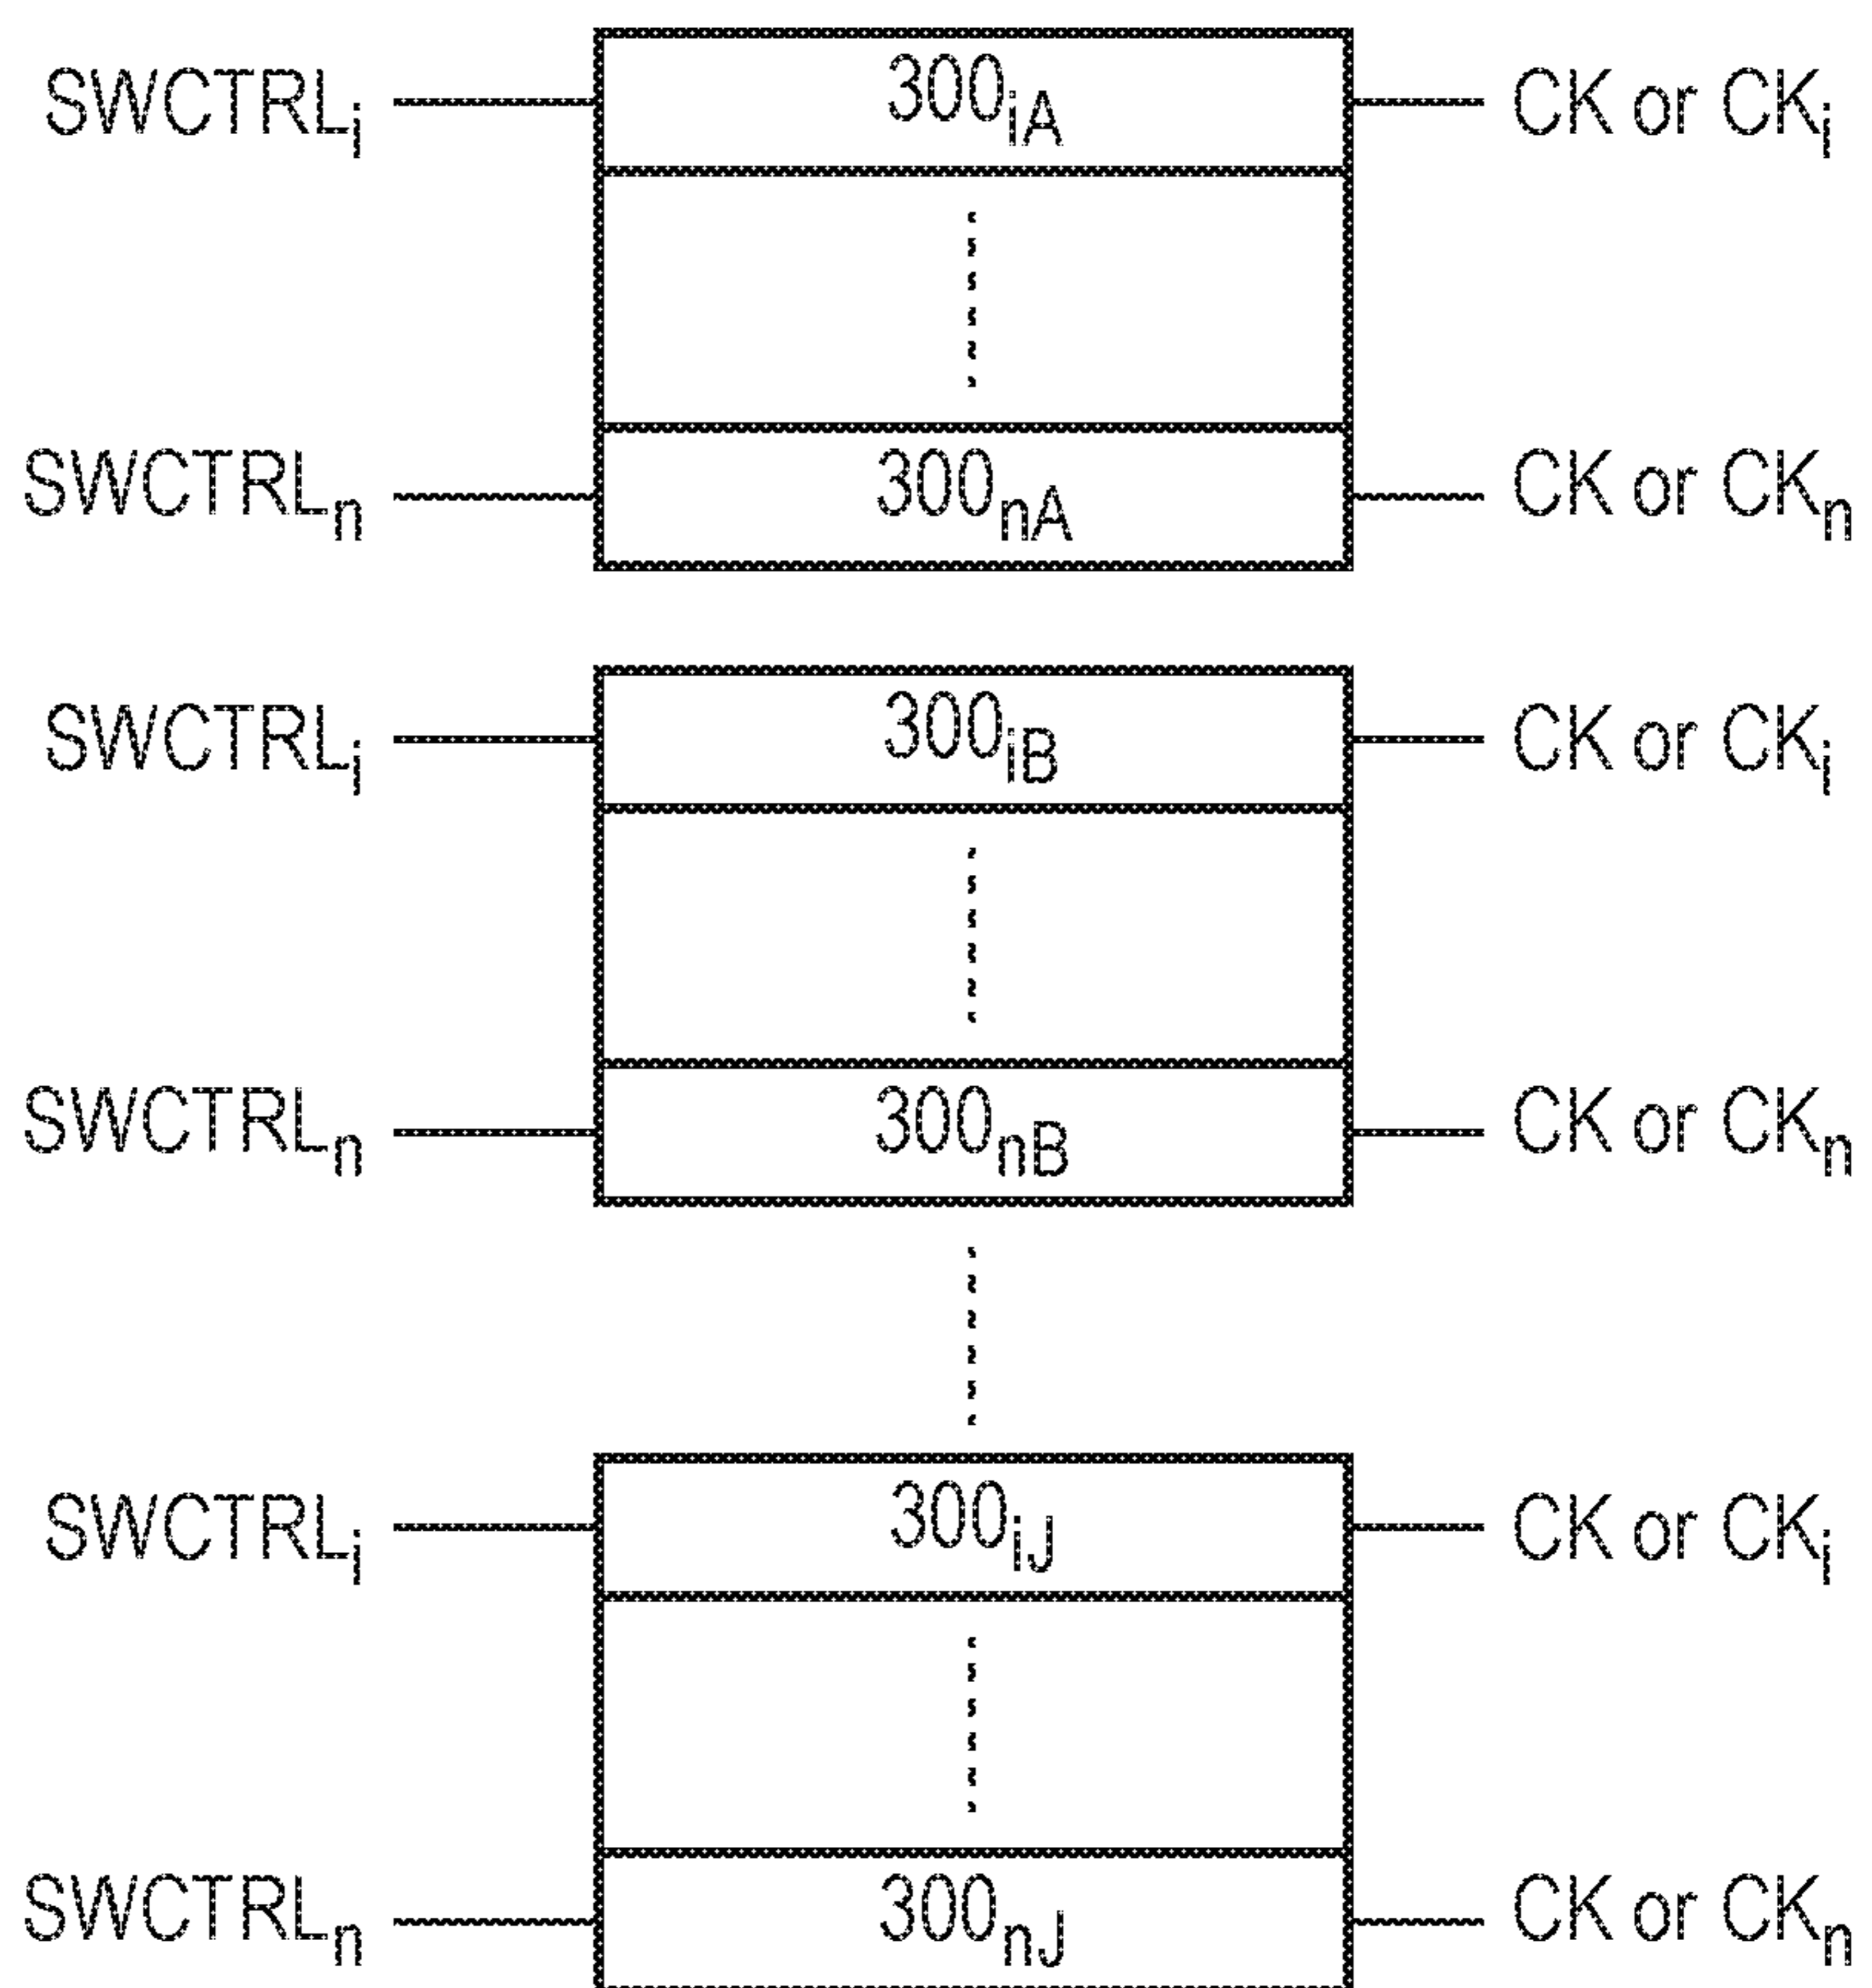 SWCTRLi 300iA CK or CKi
SWCTRLn 300nA CK or CKn
SWCTRLi 300iB CK or CKi
SWCTRLn 300nB CK or CKn
SWCTRLi 300iJ CK or CKi
SWCTRLn 300nJ CK or CKn